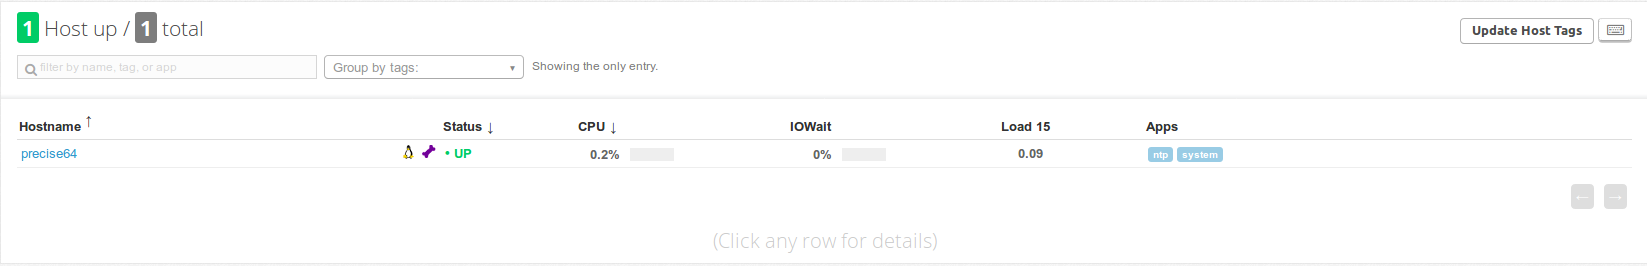 1 Host up / 1 total
Update Host Tags
filter by name, tag, or app
Group by tags:
Showing the only entry.
Hostname ↑ Status ↓ CPU ↓ IOWait Load 15 Apps
precise64 • UP 0.2% 0% 0.09 ntp system
← →
(Click any row for details)